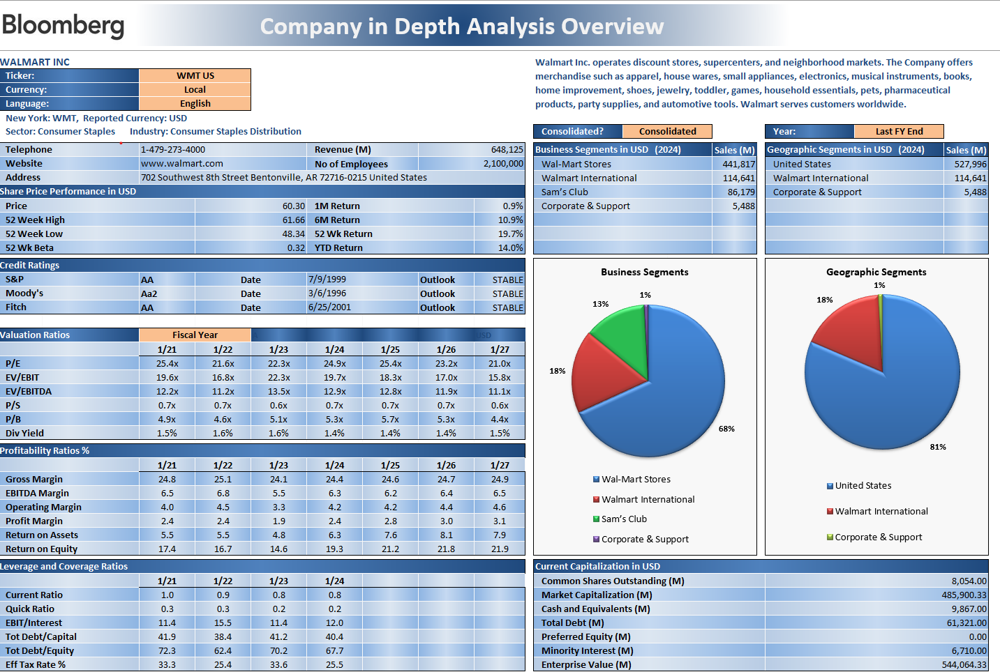 Bloomberg
Company in Depth Analysis Overview
WALMART INC
Ticker: WMT US
Currency: Local
Language: English
New York: WMT, Reported Currency: USD
Sector: Consumer Staples Industry: Consumer Staples Distribution
Walmart Inc. operates discount stores, supercenters, and neighborhood markets. The Company offers
merchandise such as apparel, house wares, small appliances, electronics, musical instruments, books,
home improvement, shoes, jewelry, toddler, games, household essentials, pets, pharmaceutical
products, party supplies, and automotive tools. Walmart serves customers worldwide.
Telephone 1-479-273-4000 Revenue (M) 648,125
Website www.walmart.com No of Employees 2,100,000
Address 702 Southwest 8th Street Bentonville, AR 72716-0215 United States
Share Price Performance in USD
Price 60.30 1M Return 0.9%
52 Week High 61.66 6M Return 10.9%
52 Week Low 48.34 52 Wk Return 19.7%
52 Wk Beta 0.32 YTD Return 14.0%
Credit Ratings
S&P AA Date 7/9/1999 Outlook STABLE
Moody's Aa2 Date 3/6/1996 Outlook STABLE
Fitch AA Date 6/25/2001 Outlook STABLE
Valuation Ratios Fiscal Year USD
1/21 1/22 1/23 1/24 1/25 1/26 1/27
P/E 25.4x 21.6x 22.3x 24.9x 25.4x 23.2x 21.0x
EV/EBIT 19.6x 16.8x 22.3x 19.7x 18.3x 17.0x 15.8x
EV/EBITDA 12.2x 11.2x 13.5x 12.9x 12.8x 11.9x 11.1x
P/S 0.7x 0.7x 0.6x 0.7x 0.7x 0.7x 0.6x
P/B 4.9x 4.6x 5.1x 5.3x 5.7x 5.3x 4.4x
Div Yield 1.5% 1.6% 1.6% 1.4% 1.4% 1.4% 1.5%
Profitability Ratios %
1/21 1/22 1/23 1/24 1/25 1/26 1/27
Gross Margin 24.8 25.1 24.1 24.4 24.6 24.7 24.9
EBITDA Margin 6.5 6.8 5.5 6.3 6.2 6.4 6.5
Operating Margin 4.0 4.5 3.3 4.2 4.2 4.4 4.6
Profit Margin 2.4 2.4 1.9 2.4 2.8 3.0 3.1
Return on Assets 5.5 5.5 4.8 6.3 7.6 8.1 7.9
Return on Equity 17.4 16.7 14.6 19.3 21.2 21.8 21.9
Leverage and Coverage Ratios
1/21 1/22 1/23 1/24
Current Ratio 1.0 0.9 0.8 0.8
Quick Ratio 0.3 0.3 0.2 0.2
EBIT/Interest 11.4 15.5 11.4 12.0
Tot Debt/Capital 41.9 38.4 41.2 40.4
Tot Debt/Equity 72.3 62.4 70.2 67.7
Eff Tax Rate % 33.3 25.4 33.6 25.5
Consolidated? Consolidated
Business Segments in USD (2024) Sales (M)
Wal-Mart Stores 441,817
Walmart International 114,641
Sam's Club 86,179
Corporate & Support 5,488
Year: Last FY End
Geographic Segments in USD (2024) Sales (M)
United States 527,996
Walmart International 114,641
Corporate & Support 5,488
Business Segments
1%
13%
18%
68%
Wal-Mart Stores
Walmart International
Sam's Club
Corporate & Support
Geographic Segments
1%
18%
81%
United States
Walmart International
Corporate & Support
Current Capitalization in USD
Common Shares Outstanding (M) 8,054.00
Market Capitalization (M) 485,900.33
Cash and Equivalents (M) 9,867.00
Total Debt (M) 61,321.00
Preferred Equity (M) 0.00
Minority Interest (M) 6,710.00
Enterprise Value (M) 544,064.33